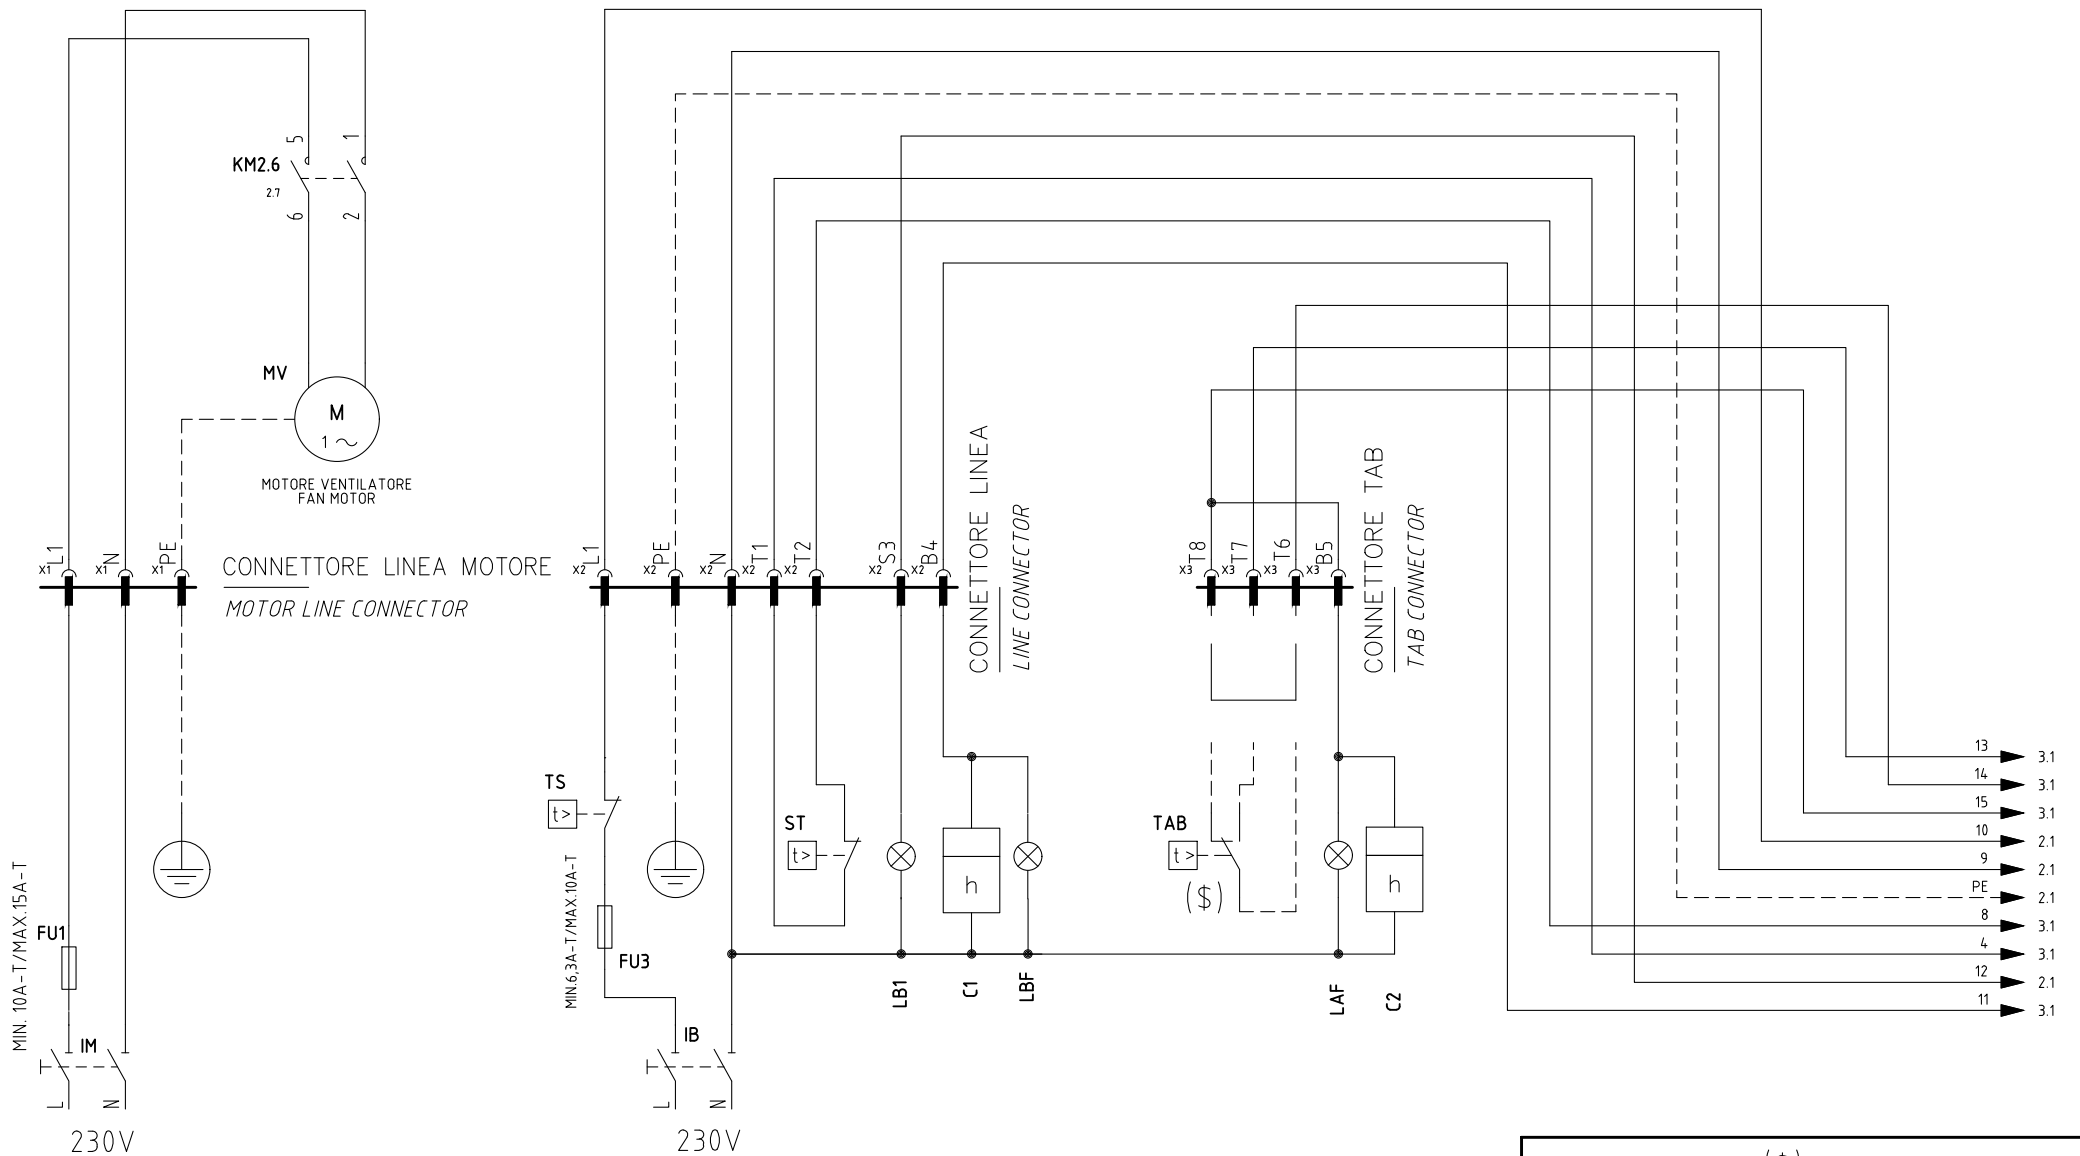 5
1
KM2.6
2.7
6
2
MV
M
1~
MOTORE VENTILATORE
FAN MOTOR
X1 L1
X1 N
X1 PE
CONNETTORE LINEA MOTORE
MOTOR LINE CONNECTOR
X2 L1
X2 PE
X2 N
X2 T1
X2 T2
X2 S3
X2 B4
CONNETTORE LINEA
LINE CONNECTOR
X3 T8
X3 T7
X3 T6
X3 B5
CONNETTORE TAB
TAB CONNECTOR
MIN. 10A-T/MAX.15A-T
FU1
IM
L
N
230V
TS
t>
MIN.6,3A-T/MAX.10A-T
FU3
IB
L
N
230V
ST
t>
h
LB1
C1
LBF
TAB
t>
($)
h
LAF
C2
13 3.1
14 3.1
15 3.1
10 2.1
9 2.1
PE 2.1
8 3.1
4 3.1
12 2.1
11 3.1